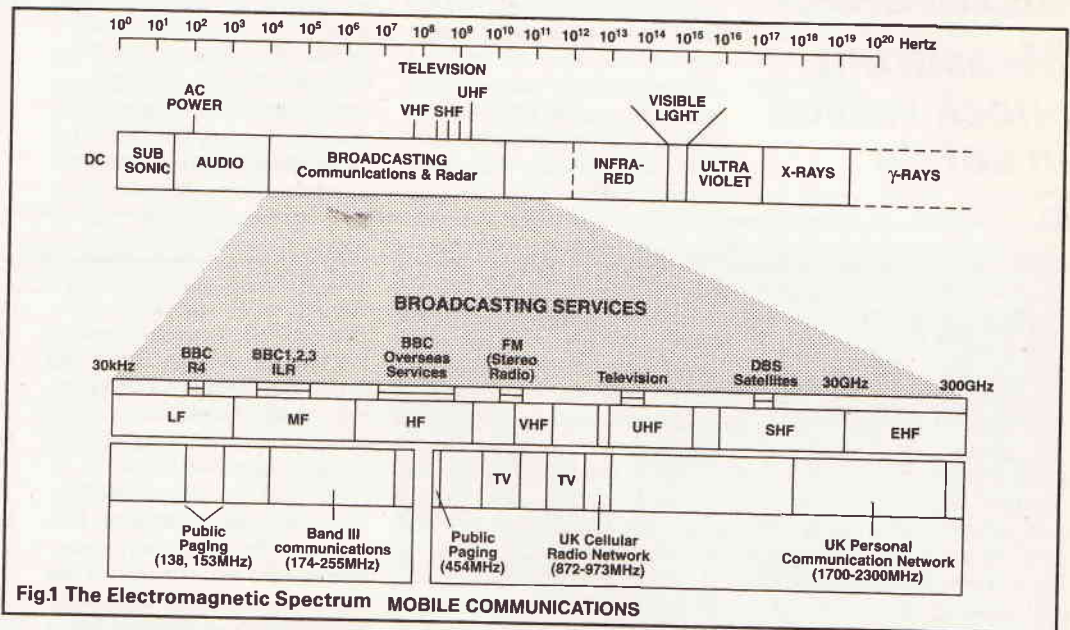 10⁰ 10¹ 10² 10³ 10⁴ 10⁵ 10⁶ 10⁷ 10⁸ 10⁹ 10¹⁰ 10¹¹ 10¹² 10¹³ 10¹⁴ 10¹⁵ 10¹⁶ 10¹⁷ 10¹⁸ 10¹⁹ 10²⁰ Hertz
TELEVISION
AC
POWER
VHF SHF UHF
VISIBLE
LIGHT
DC
SUB
SONIC
AUDIO
BROADCASTING
Communications & Radar
INFRA-
RED
ULTRA
VIOLET
X-RAYS
γ-RAYS
BROADCASTING SERVICES
30kHz
BBC
R4
BBC1,2,3
ILR
BBC
Overseas
Services
FM
(Stereo
Radio)
Television
DBS
Satellites
30GHz
300GHz
LF MF HF VHF UHF SHF EHF
TV TV
Public
Paging
(138, 153MHz)
Band III
communications
(174-255MHz)
Public
Paging
(454MHz)
UK Cellular
Radio Network
(872-973MHz)
UK Personal
Communication Network
(1700-2300MHz)
Fig.1 The Electromagnetic Spectrum MOBILE COMMUNICATIONS